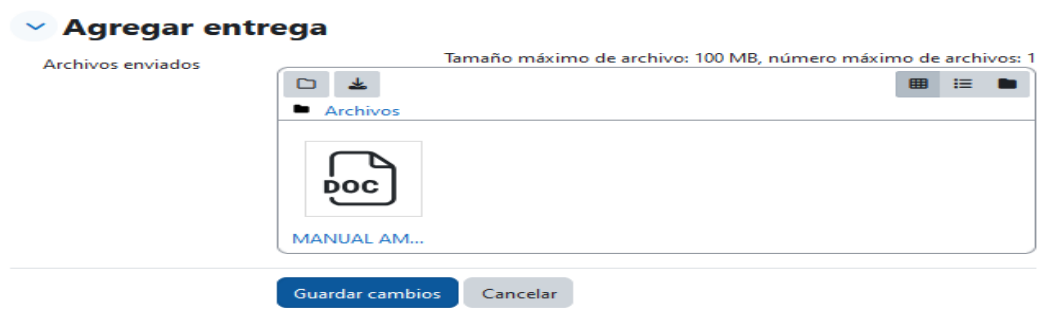 Agregar entrega
Archivos enviados
Tamaño máximo de archivo: 100 MB, número máximo de archivos: 1
Archivos
DOC
MANUAL AM...
Guardar cambios
Cancelar